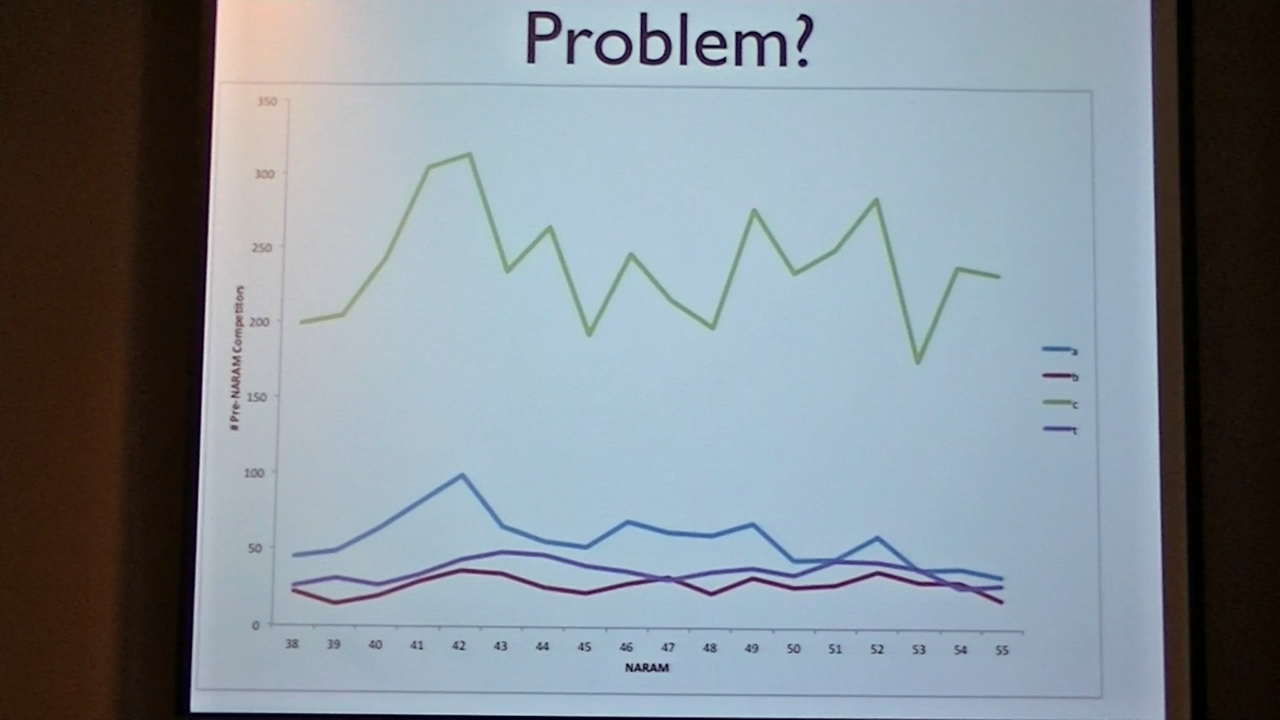 Problem?
350
300
250
200
150
100
50
0
# Pre-NARAM Competitors
38 39 40 41 42 43 44 45 46 47 48 49 50 51 52 53 54 55
NARAM
a
b
c
t